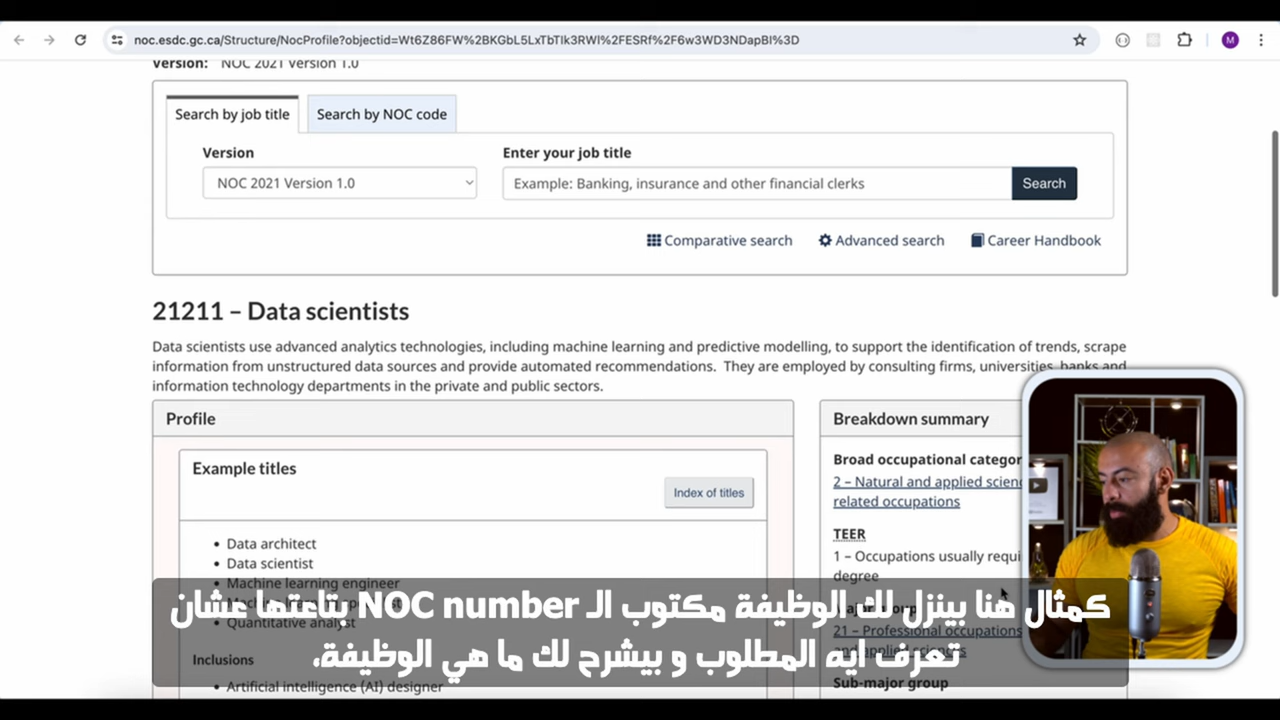 noc.esdc.gc.ca/Structure/NocProfile?objectid=Wt6Z86FW%2BKGbL5LxTbTlk3RWI%2FESRf%2F6w3WD3NDapBI%3D
M
Version: NOC 2021 Version 1.0
Search by job title
Search by NOC code
Version
Enter your job title
NOC 2021 Version 1.0
Example: Banking, insurance and other financial clerks
Search
Comparative search
Advanced search
Career Handbook
21211 – Data scientists
Data scientists use advanced analytics technologies, including machine learning and predictive modelling, to support the identification of trends, scrape
information from unstructured data sources and provide automated recommendations. They are employed by consulting firms, universities, banks and
information technology departments in the private and public sectors.
Profile
Example titles
Index of titles
Data architect
Data scientist
Machine learning engineer
Quantitative analyst
Inclusions
Artificial intelligence (AI) designer
Breakdown summary
Broad occupational categor
2 – Natural and applied scien
related occupations
TEER
1 – Occupations usually requi
degree
Major group
21 – Professional occupations
and applied sciences
Sub-major group
كمثال هنا بينزل لك الوظيفة مكتوب الـ NOC number بتاعتها عشان
تعرف ايه المطلوب و بيشرح لك ما هي الوظيفة،